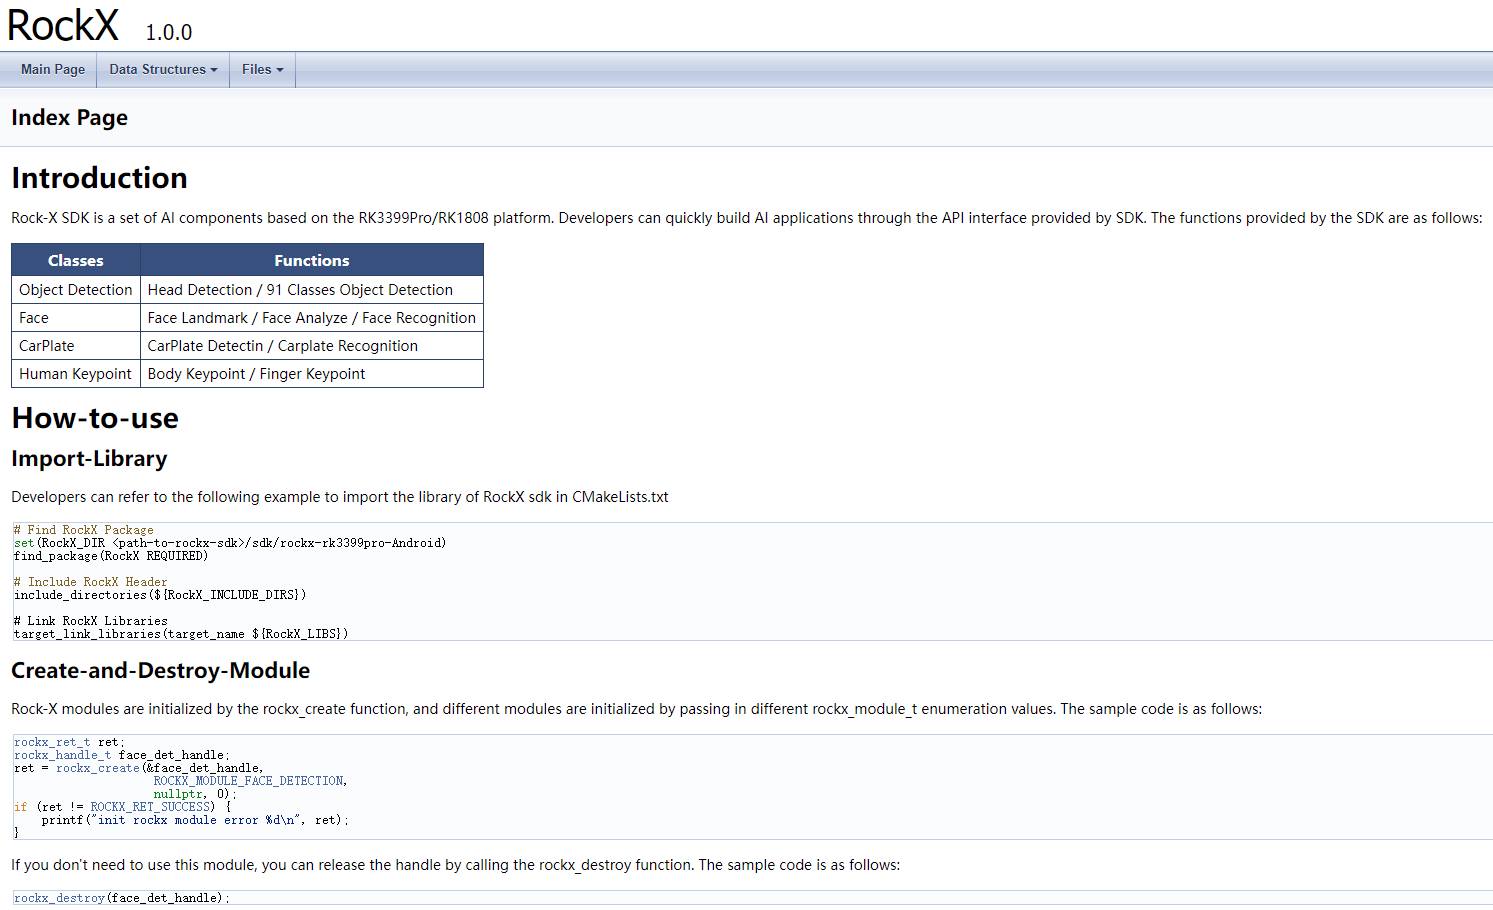 RockX 1.0.0
Main Page Data Structures Files
Index Page
Introduction
Rock-X SDK is a set of AI components based on the RK3399Pro/RK1808 platform. Developers can quickly build AI applications through the API interface provided by SDK. The functions provided by the SDK are as follows:
Classes Functions
Object Detection Head Detection / 91 Classes Object Detection
Face Face Landmark / Face Analyze / Face Recognition
CarPlate CarPlate Detectin / Carplate Recognition
Human Keypoint Body Keypoint / Finger Keypoint
How-to-use
Import-Library
Developers can refer to the following example to import the library of RockX sdk in CMakeLists.txt
# Find RockX Package
set(RockX_DIR <path-to-rockx-sdk>/sdk/rockx-rk3399pro-Android)
find_package(RockX REQUIRED)
# Include RockX Header
include_directories(${RockX_INCLUDE_DIRS})
# Link RockX Libraries
target_link_libraries(target_name ${RockX_LIBS})
Create-and-Destroy-Module
Rock-X modules are initialized by the rockx_create function, and different modules are initialized by passing in different rockx_module_t enumeration values. The sample code is as follows:
rockx_ret_t ret;
rockx_handle_t face_det_handle;
ret = rockx_create(&face_det_handle,
ROCKX_MODULE_FACE_DETECTION,
nullptr, 0);
if (ret != ROCKX_RET_SUCCESS) {
printf("init rockx module error %d\n", ret);
}
If you don't need to use this module, you can release the handle by calling the rockx_destroy function. The sample code is as follows:
rockx_destroy(face_det_handle);